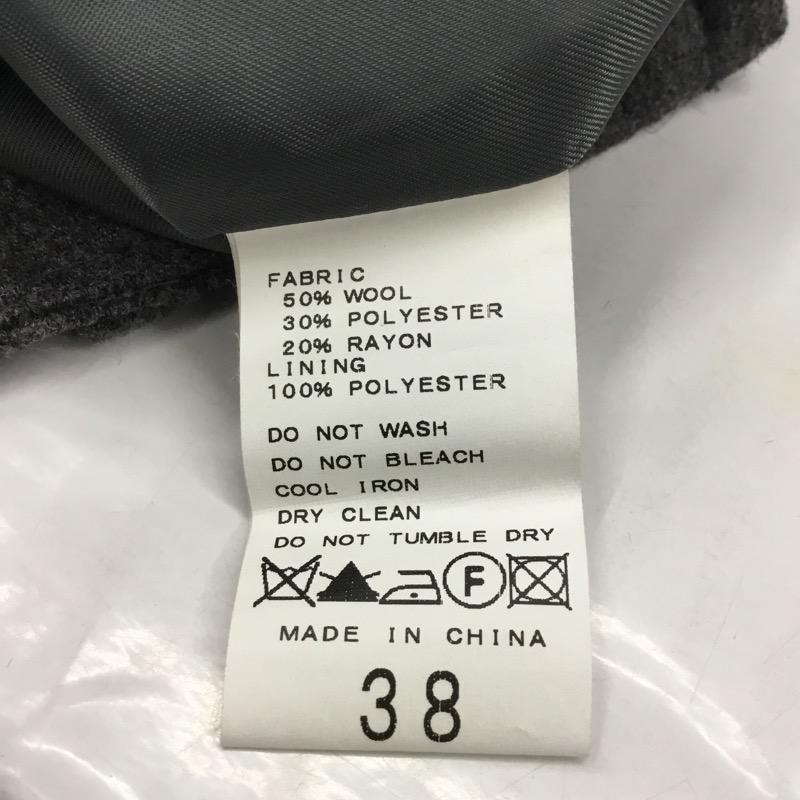 FABRIC
50% WOOL
30% POLYESTER
20% RAYON
LINING
100% POLYESTER
DO NOT WASH
DO NOT BLEACH
COOL IRON
DRY CLEAN
DO NOT TUMBLE DRY
F
MADE IN CHINA
38